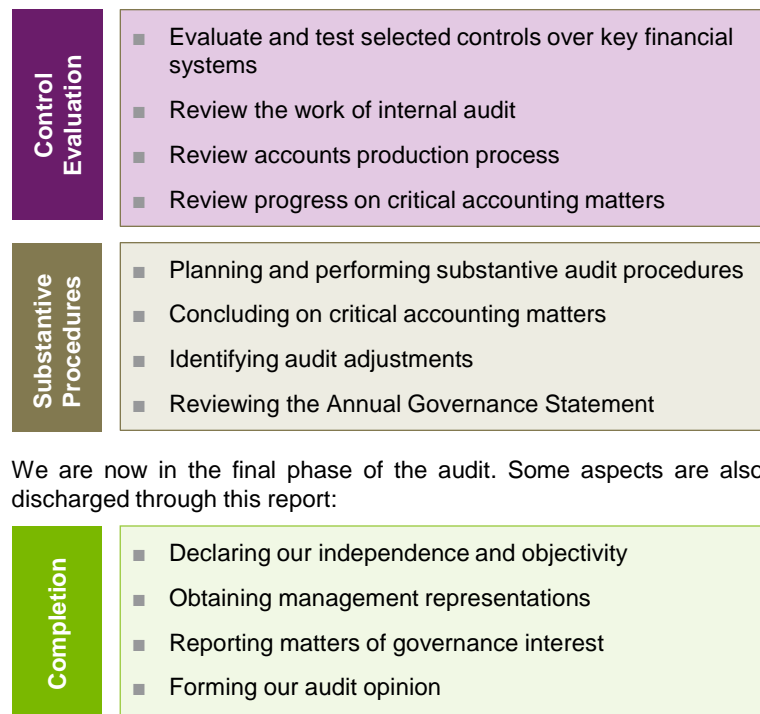 Control
Evaluation
■ Evaluate and test selected controls over key financial
systems
■ Review the work of internal audit
■ Review accounts production process
■ Review progress on critical accounting matters
Substantive
Procedures
■ Planning and performing substantive audit procedures
■ Concluding on critical accounting matters
■ Identifying audit adjustments
■ Reviewing the Annual Governance Statement
We are now in the final phase of the audit. Some aspects are also
discharged through this report:
Completion
■ Declaring our independence and objectivity
■ Obtaining management representations
■ Reporting matters of governance interest
■ Forming our audit opinion